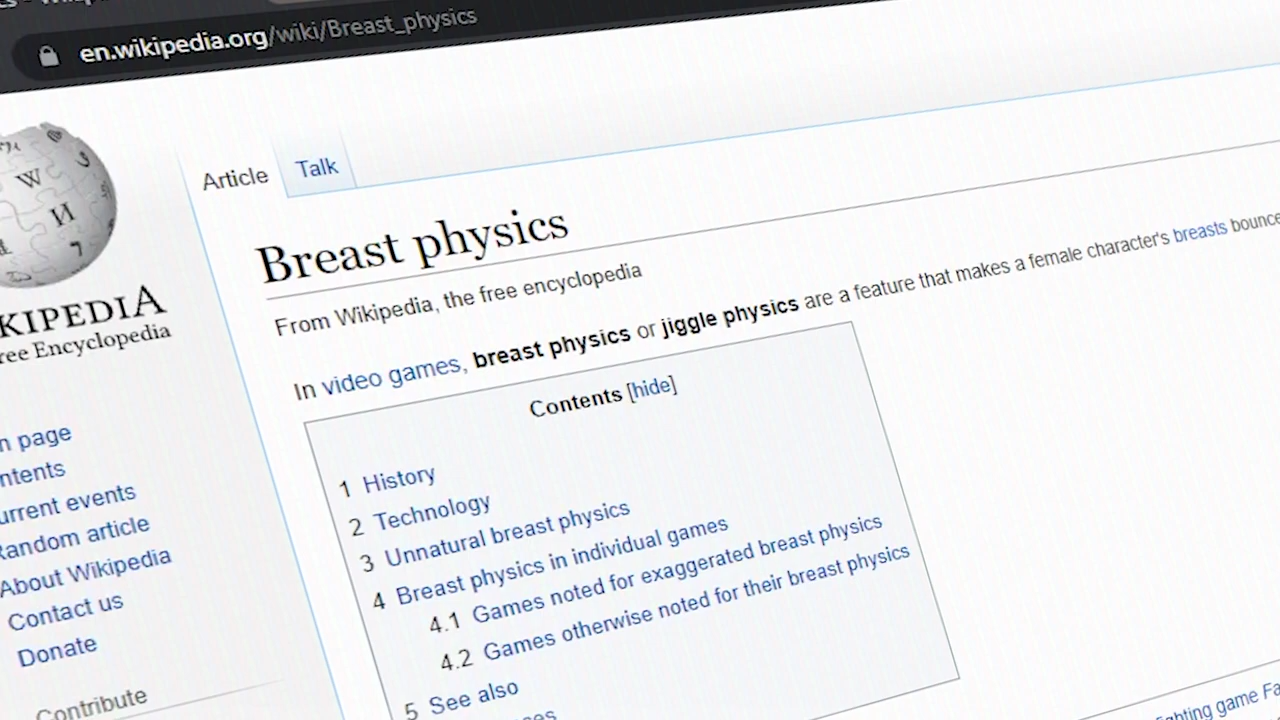 en.wikipedia.org/wiki/Breast_physics
Article Talk
Breast physics
KIPEDIA
ree Encyclopedia
From Wikipedia, the free encyclopedia
In video games, breast physics or jiggle physics are a feature that makes a female character's breasts bounce
Contents [hide]
1 History
2 Technology
3 Unnatural breast physics
4 Breast physics in individual games
4.1 Games noted for exaggerated breast physics
4.2 Games otherwise noted for their breast physics
5 See also
n page
ntents
urrent events
Random article
About Wikipedia
Contact us
Donate
Contribute
ghting game Fa